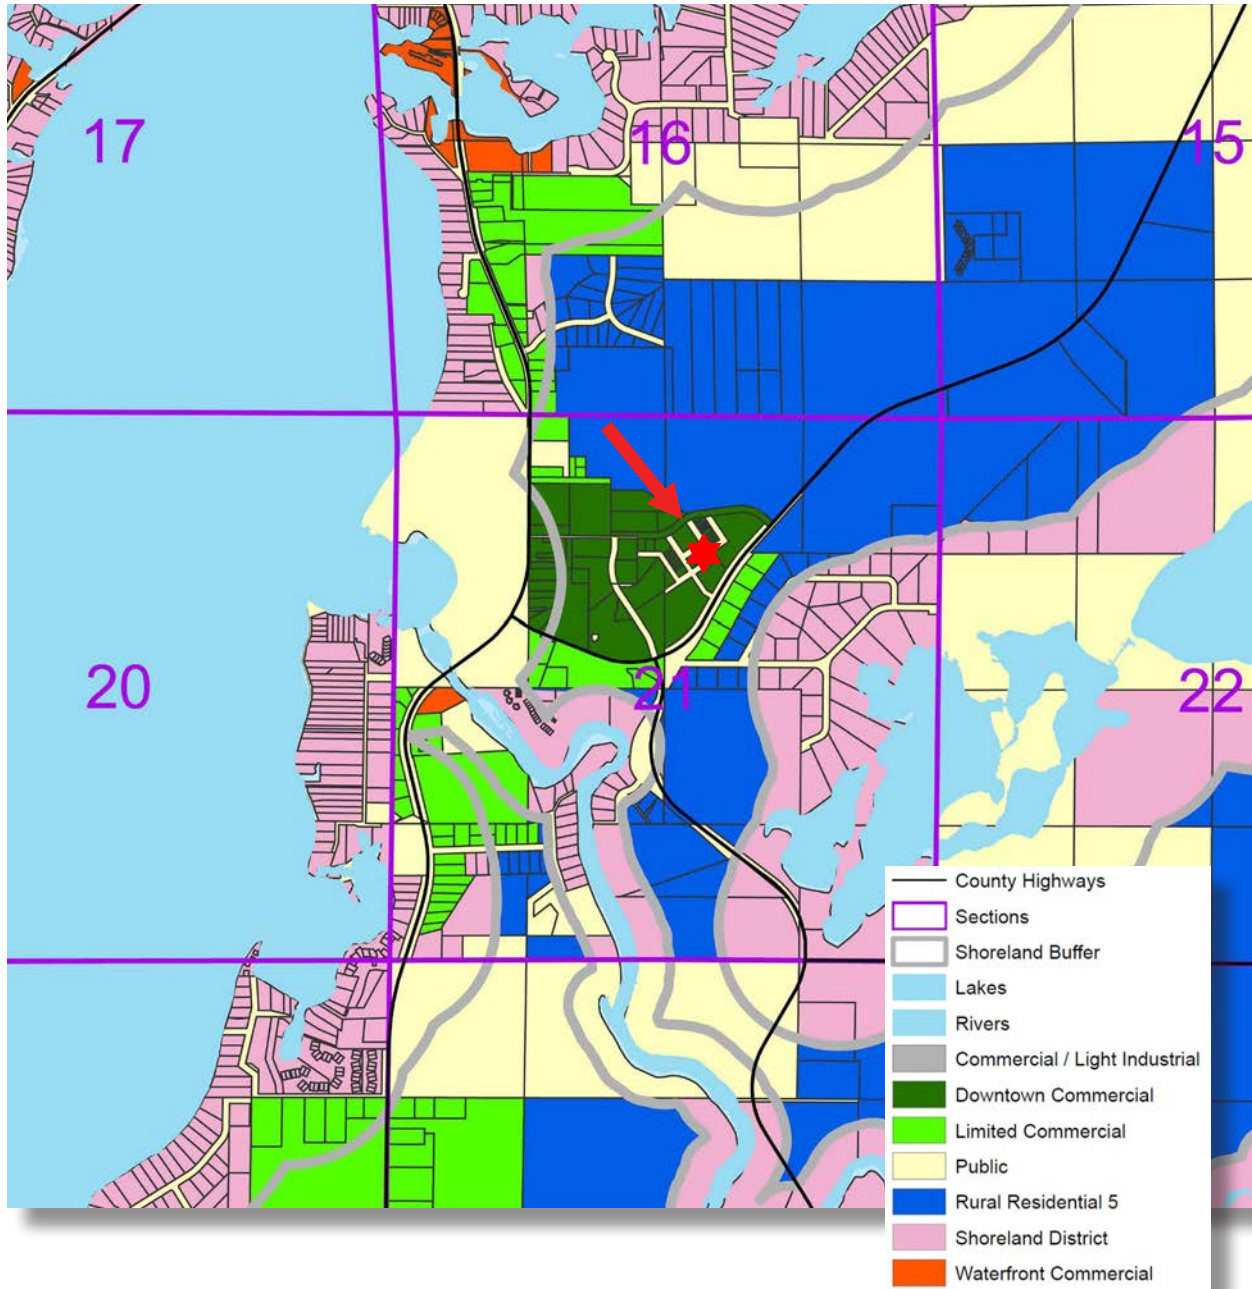 17
16
15
20
21
22
County Highways
Sections
Shoreland Buffer
Lakes
Rivers
Commercial / Light Industrial
Downtown Commercial
Limited Commercial
Public
Rural Residential 5
Shoreland District
Waterfront Commercial